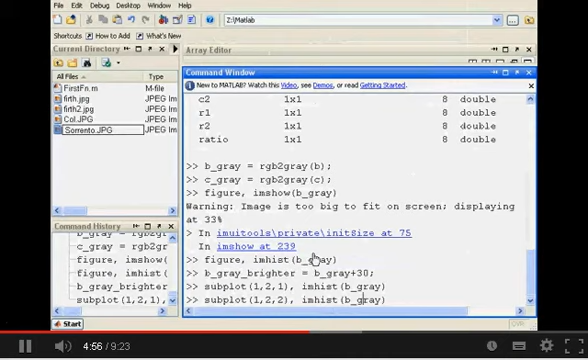 File Edit Debug Desktop Window Help
Z:\Matlab
Shortcuts How to Add What's New
Current Directory
Array Editor
All Files Type
FirstFn.m M-file
firth.jpg JPEG Im
firth2.jpg JPEG Im
Col.JPG JPEG Im
Sorrento.JPG JPEG Im
Command Window
New to MATLAB? Watch this Video, see Demos, or read Getting Started.
c2 1x1 8 double
r1 1x1 8 double
r2 1x1 8 double
ratio 1x1 8 double
>> b_gray = rgb2gray(b);
>> c_gray = rgb2gray(c);
>> figure, imshow(b_gray)
Warning: Image is too big to fit on screen; displaying
at 33%
> In imuitools\private\initSize at 75
In imshow at 239
>> figure, imhist(b_gray)
>> b_gray_brighter = b_gray+30;
>> subplot(1,2,1), imhist(b_gray)
>> subplot(1,2,2), imhist(b_gray)
Command History
c_gray = rgb2gr
figure, imshow(
figure, imhist(
b_gray_brighter
subplot(1,2,1),
Start
OVR
4:56 / 9:23